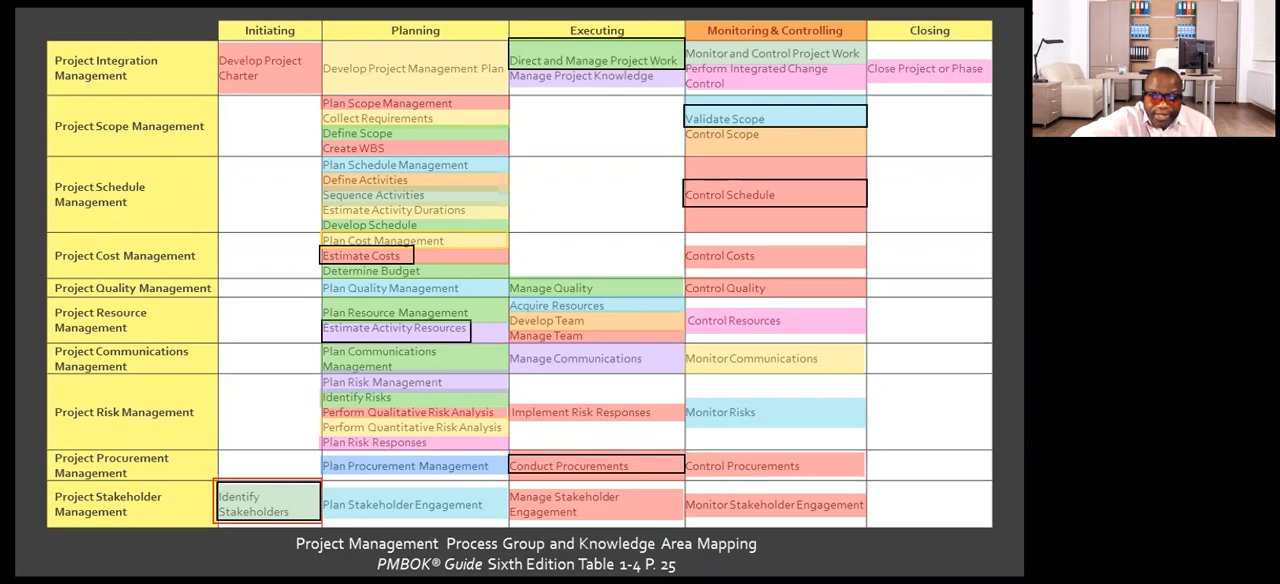 Initiating Planning Executing Monitoring & Controlling Closing
Project Integration
Management
Develop Project
Charter
Develop Project Management Plan
Direct and Manage Project Work
Manage Project Knowledge
Monitor and Control Project Work
Perform Integrated Change
Control
Close Project or Phase
Project Scope Management
Plan Scope Management
Collect Requirements
Define Scope
Create WBS
Validate Scope
Control Scope
Project Schedule
Management
Plan Schedule Management
Define Activities
Sequence Activities
Estimate Activity Durations
Develop Schedule
Control Schedule
Project Cost Management
Plan Cost Management
Estimate Costs
Determine Budget
Control Costs
Project Quality Management
Plan Quality Management
Manage Quality
Control Quality
Project Resource
Management
Plan Resource Management
Estimate Activity Resources
Acquire Resources
Develop Team
Manage Team
Control Resources
Project Communications
Management
Plan Communications
Management
Manage Communications
Monitor Communications
Project Risk Management
Plan Risk Management
Identify Risks
Perform Qualitative Risk Analysis
Perform Quantitative Risk Analysis
Plan Risk Responses
Implement Risk Responses
Monitor Risks
Project Procurement
Management
Plan Procurement Management
Conduct Procurements
Control Procurements
Project Stakeholder
Management
Identify
Stakeholders
Plan Stakeholder Engagement
Manage Stakeholder
Engagement
Monitor Stakeholder Engagement
Project Management Process Group and Knowledge Area Mapping
PMBOK® Guide Sixth Edition Table 1-4 P. 25